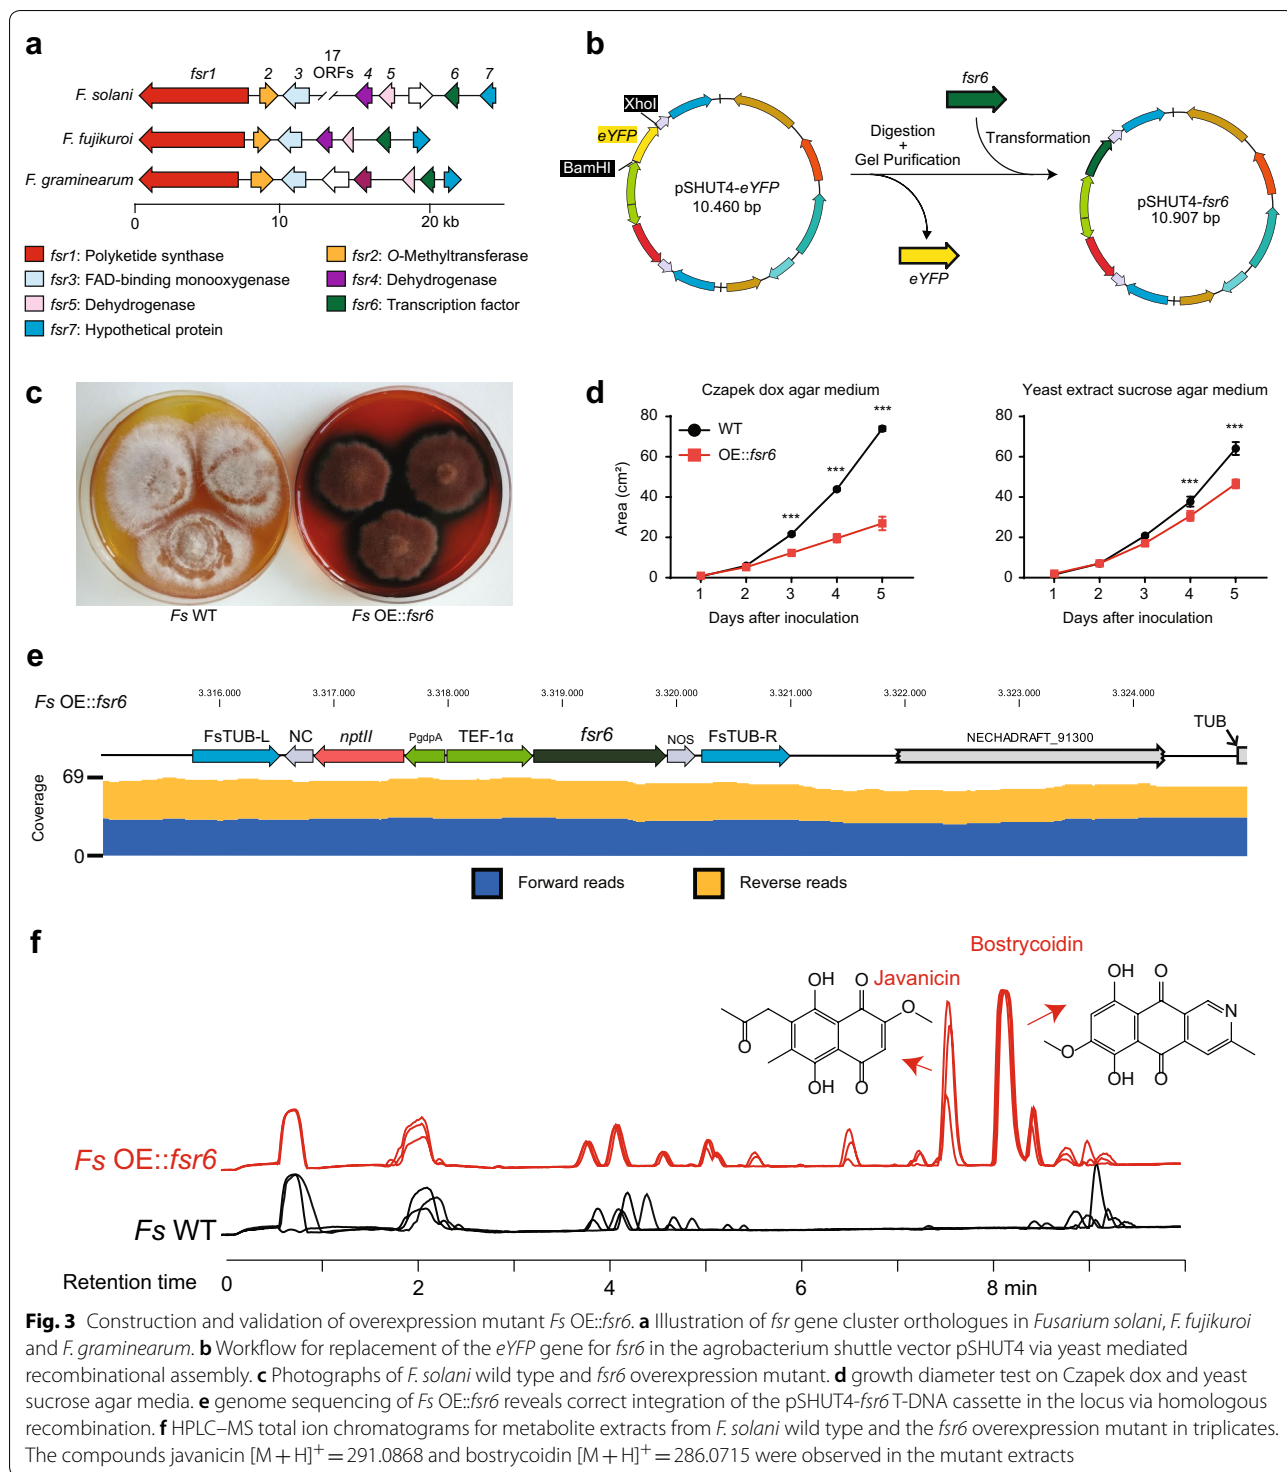 a
fsr1 2 3 17 ORFs 4 5 6 7
F. solani
F. fujikuroi
F. graminearum
0 10 20 kb
fsr1: Polyketide synthase
fsr2: O-Methyltransferase
fsr3: FAD-binding monooxygenase
fsr4: Dehydrogenase
fsr5: Dehydrogenase
fsr6: Transcription factor
fsr7: Hypothetical protein
b
XhoI
eYFP
BamHI
pSHUT4-eYFP
10.460 bp
Digestion
+
Gel Purification
fsr6
Transformation
eYFP
pSHUT4-fsr6
10.907 bp
c
Fs WT
Fs OE::fsr6
d
Czapek dox agar medium
Area (cm²)
80
60
40
20
0
WT
OE::fsr6
***
***
***
1 2 3 4 5
Days after inoculation
Yeast extract sucrose agar medium
80
60
40
20
0
***
***
1 2 3 4 5
Days after inoculation
e
Fs OE::fsr6
3.316.000 3.317.000 3.318.000 3.319.000 3.320.000 3.321.000 3.322.000 3.323.000 3.324.000
FsTUB-L NC nptII PgdpA TEF-1α fsr6 NOS FsTUB-R NECHADRAFT_91300 TUB
Coverage
69
0
Forward reads
Reverse reads
f
Bostrycoidin
Javanicin
OH O
O
O
OH O
OH O
N
O
OH O
Fs OE::fsr6
Fs WT
Retention time 0 2 4 6 8 min
Fig. 3 Construction and validation of overexpression mutant Fs OE::fsr6. a Illustration of fsr gene cluster orthologues in Fusarium solani, F. fujikuroi
and F. graminearum. b Workflow for replacement of the eYFP gene for fsr6 in the agrobacterium shuttle vector pSHUT4 via yeast mediated
recombinational assembly. c Photographs of F. solani wild type and fsr6 overexpression mutant. d growth diameter test on Czapek dox and yeast
sucrose agar media. e genome sequencing of Fs OE::fsr6 reveals correct integration of the pSHUT4-fsr6 T-DNA cassette in the locus via homologous
recombination. f HPLC–MS total ion chromatograms for metabolite extracts from F. solani wild type and the fsr6 overexpression mutant in triplicates.
The compounds javanicin [M + H]⁺ = 291.0868 and bostrycoidin [M + H]⁺ = 286.0715 were observed in the mutant extracts